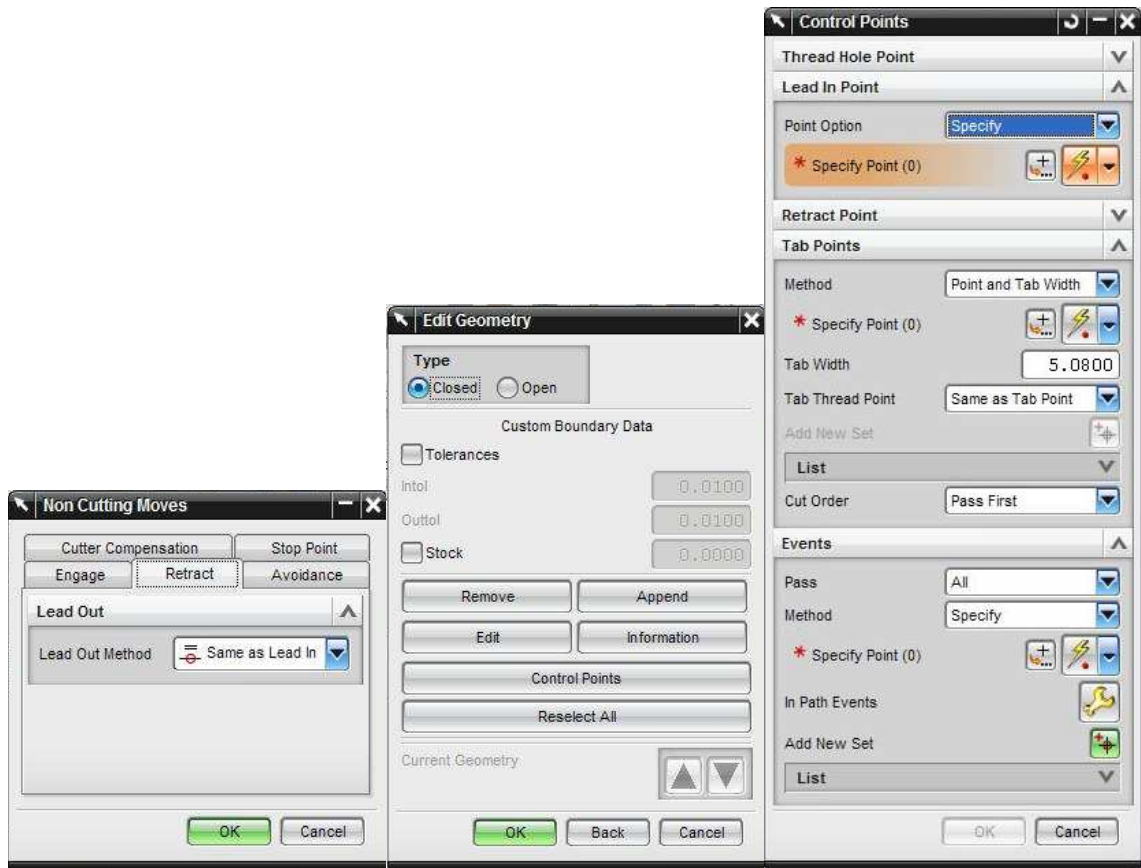 Non Cutting Moves
Cutter Compensation Stop Point
Engage Retract Avoidance
Lead Out
Lead Out Method Same as Lead In
OK Cancel
Edit Geometry
Type
Closed Open
Custom Boundary Data
Tolerances
Intol 0.0100
Outtol 0.0100
Stock 0.0000
Remove Append
Edit Information
Control Points
Reselect All
Current Geometry
OK Back Cancel
Control Points
Thread Hole Point
Lead In Point
Point Option Specify
* Specify Point (0)
Retract Point
Tab Points
Method Point and Tab Width
* Specify Point (0)
Tab Width 5.0800
Tab Thread Point Same as Tab Point
Add New Set
List
Cut Order Pass First
Events
Pass All
Method Specify
* Specify Point (0)
In Path Events
Add New Set
List
OK Cancel